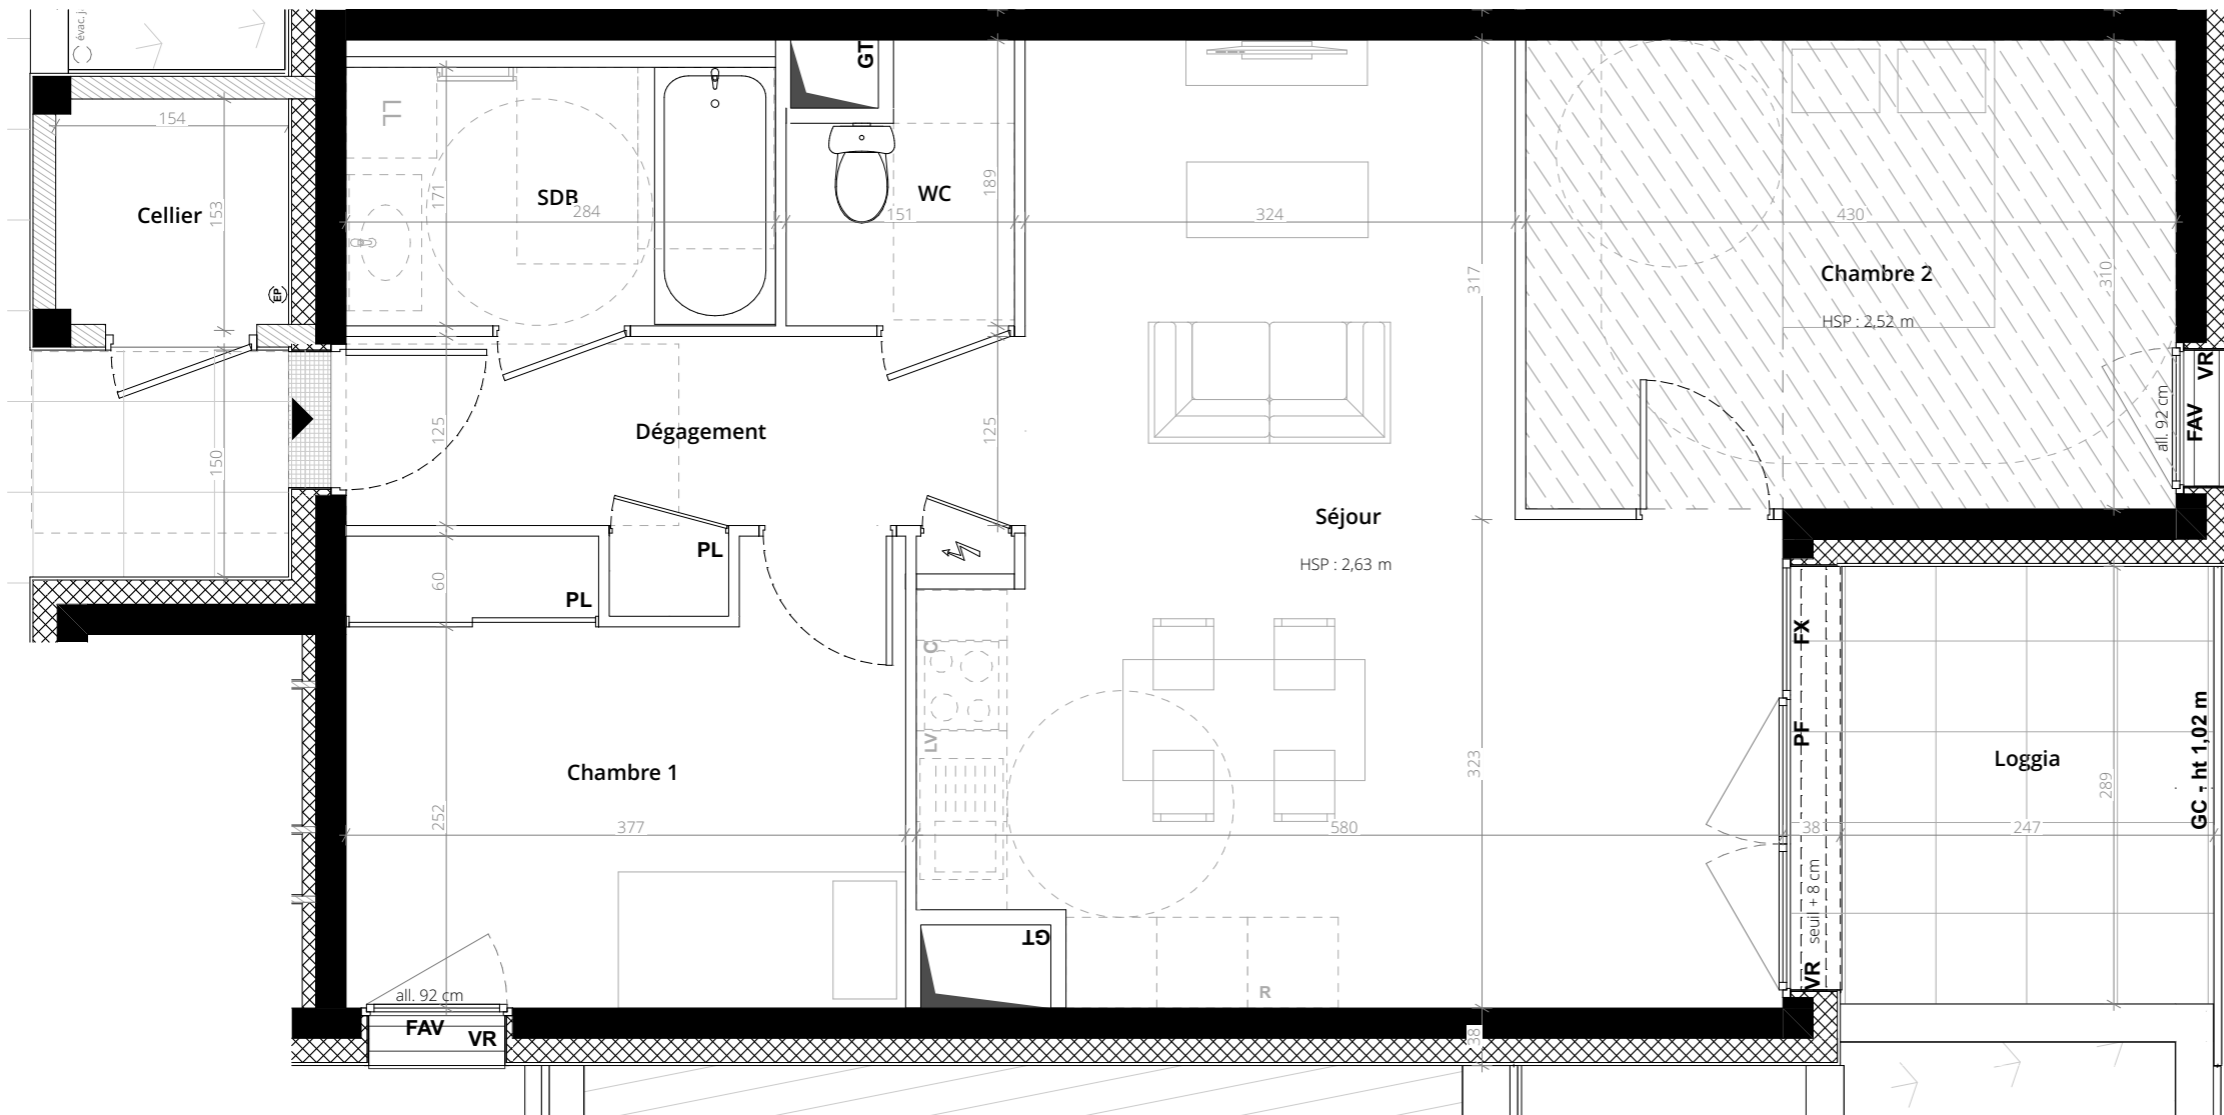 évac.
GT
154
LL
171
SDB
284
WC
189
151
324
430
Cellier
153
317
310
Chambre 2
HSP : 2,52 m
EP
VR
FAV
all. 92 cm
125
Dégagement
125
150
Séjour
HSP : 2,63 m
PL
60
PL
C
FX
LV
PF
GC - ht 1,02 m
Chambre 1
323
Loggia
289
252
377
580
38
247
seuil + 8 cm
GT
VR
R
all. 92 cm
FAV
VR
38